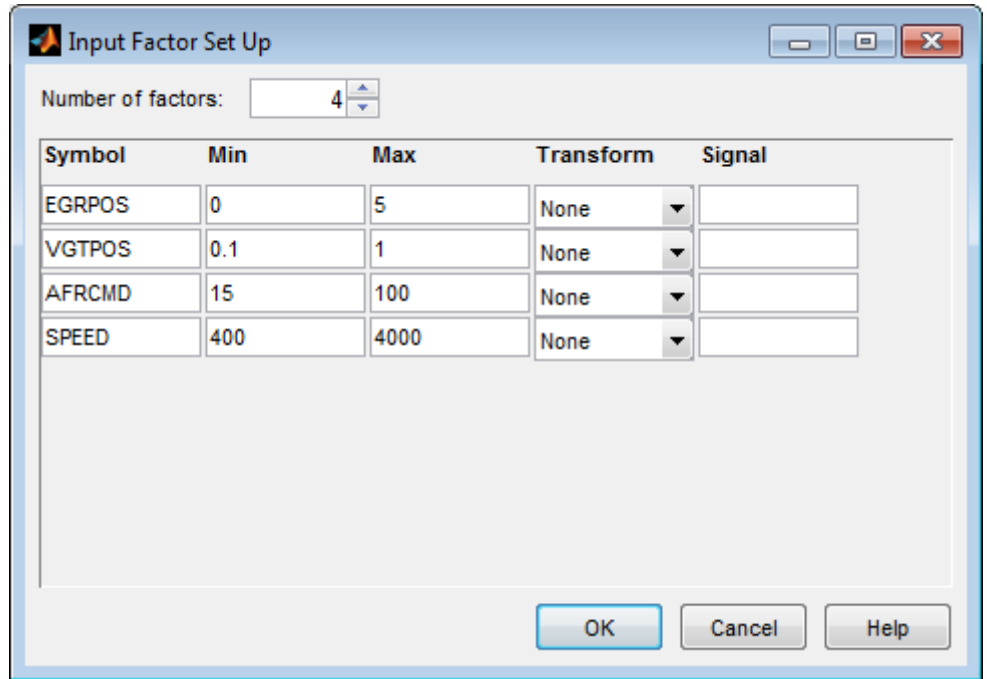 Input Factor Set Up
Number of factors: 4
Symbol Min Max Transform Signal
EGRPOS 0 5 None
VGTPOS 0.1 1 None
AFRCMD 15 100 None
SPEED 400 4000 None
OK Cancel Help